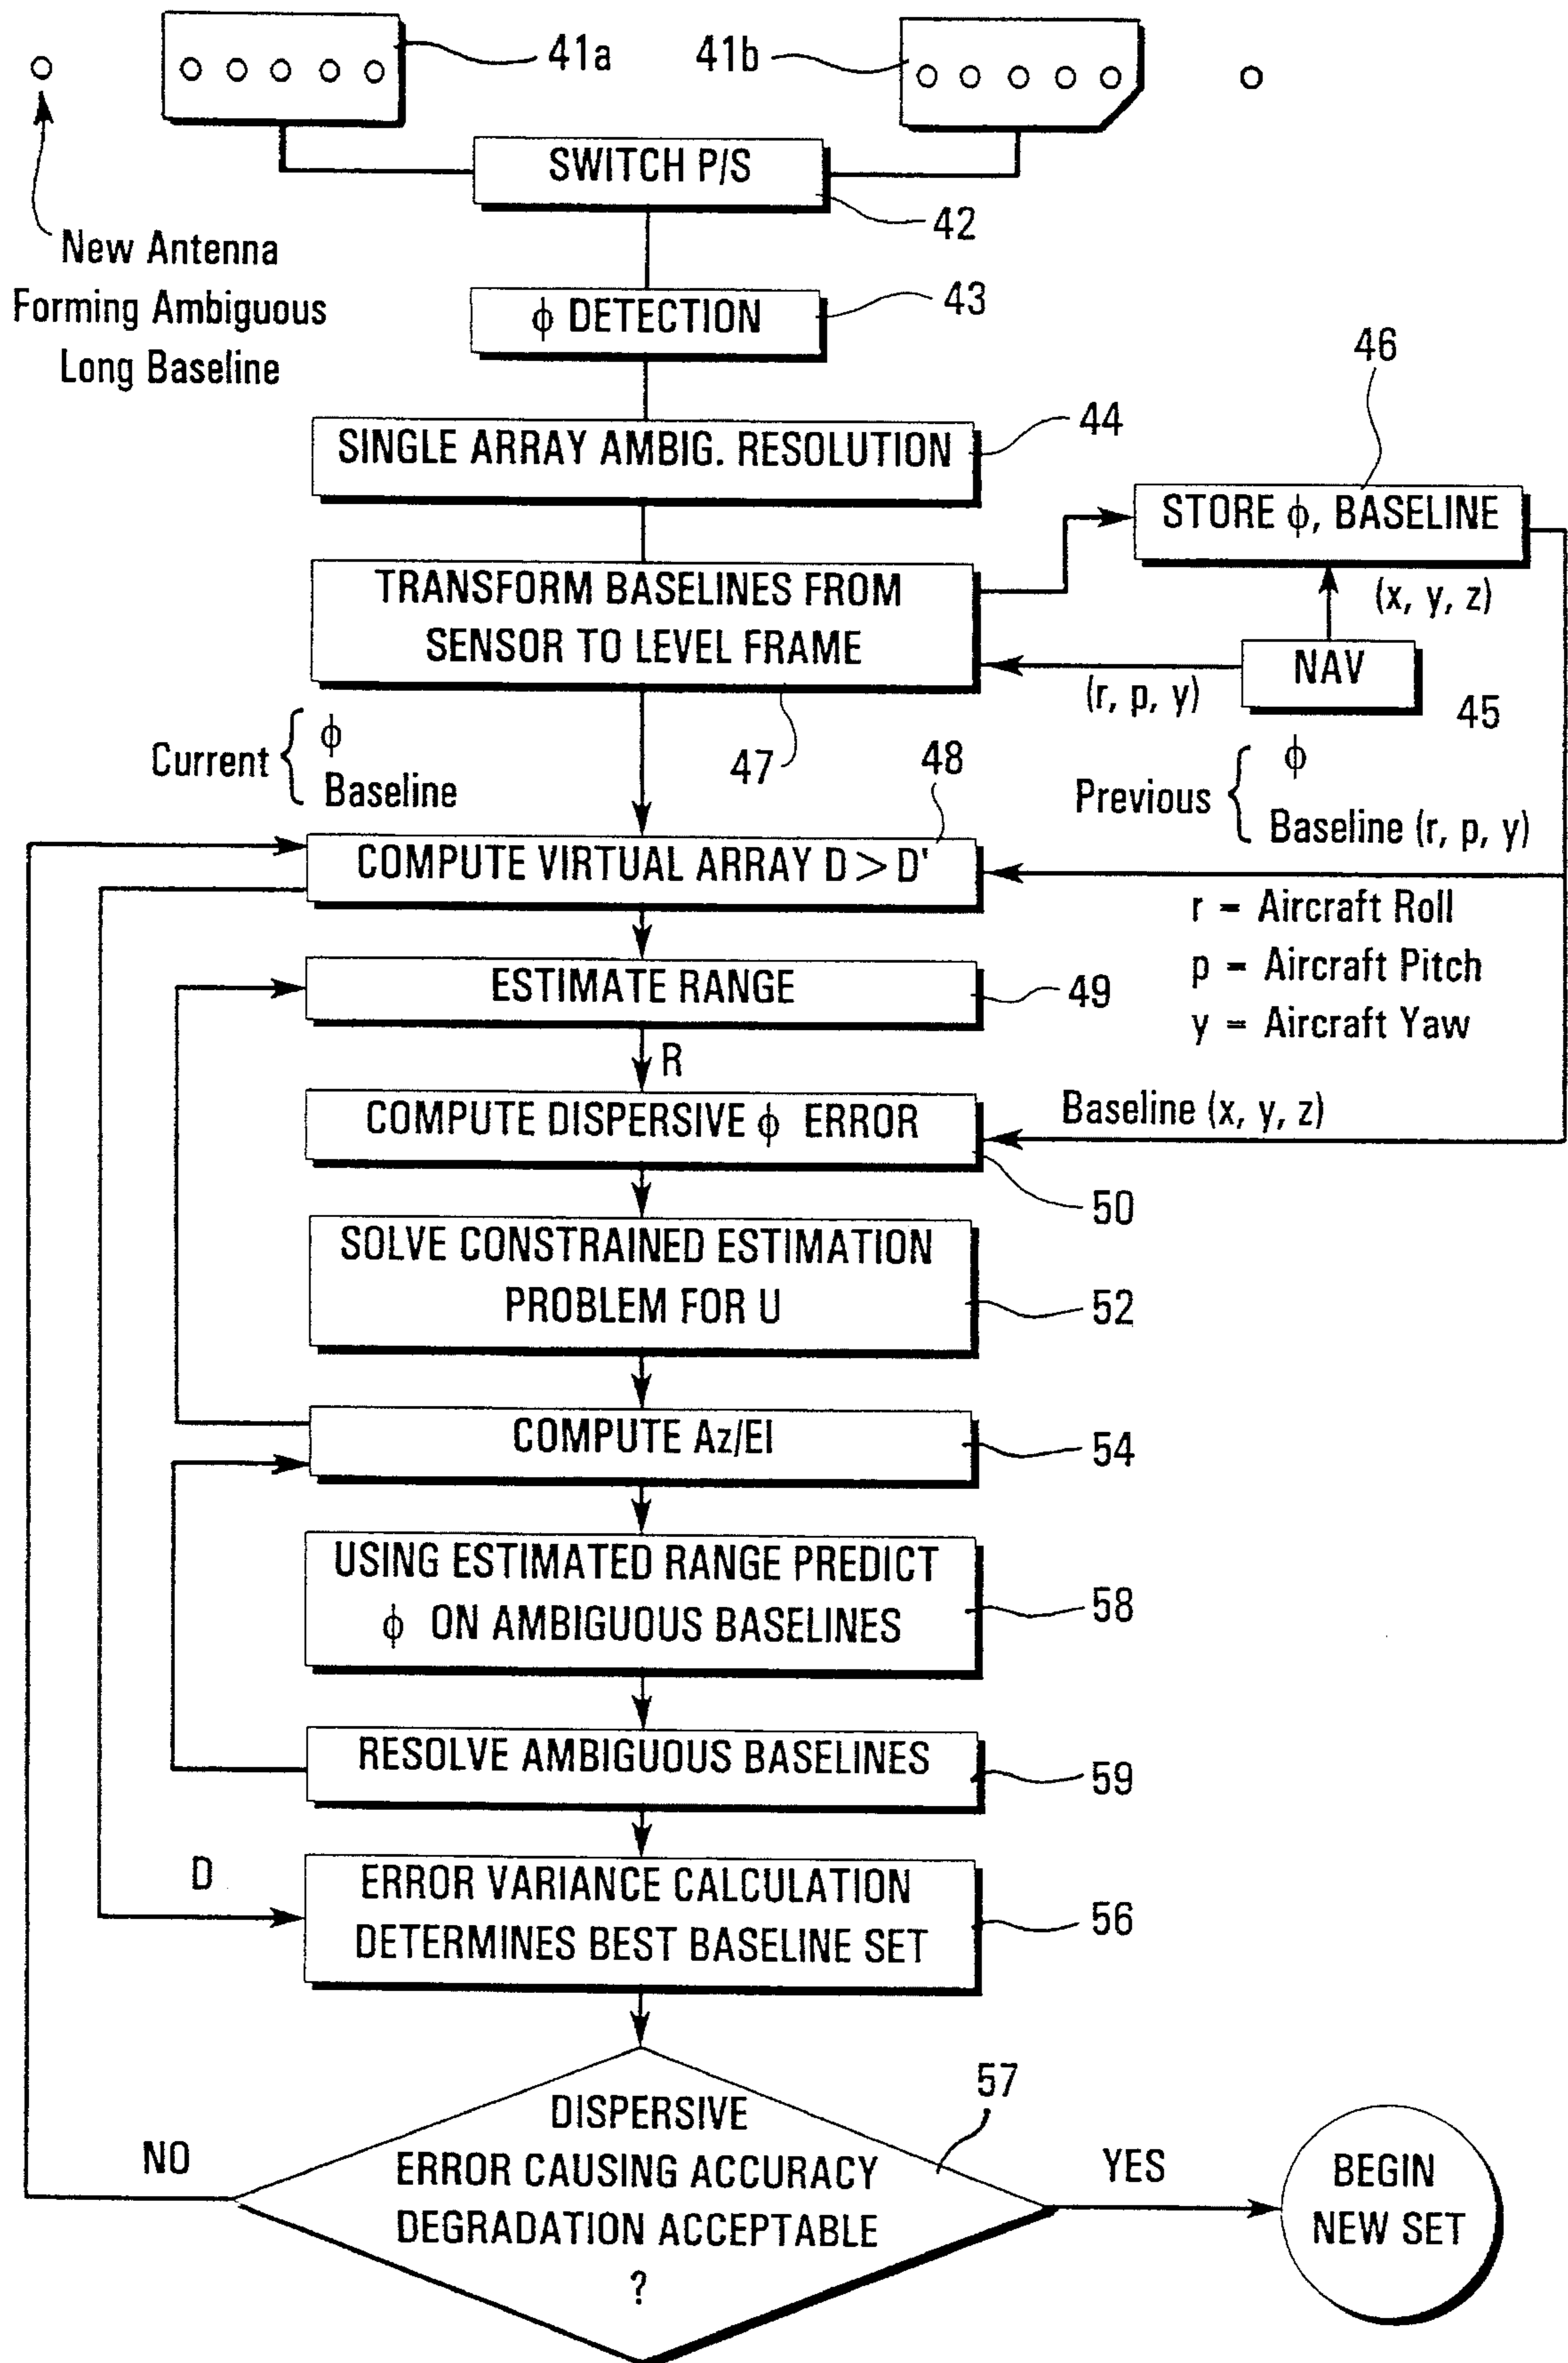 41a
41b
SWITCH P/S
42
New Antenna
Forming Ambiguous
Long Baseline
ϕ DETECTION
43
46
SINGLE ARRAY AMBIG. RESOLUTION
44
STORE ϕ, BASELINE
TRANSFORM BASELINES FROM
SENSOR TO LEVEL FRAME
(x, y, z)
NAV
(r, p, y)
45
47
Current { ϕ
Baseline
48
Previous { ϕ
Baseline (r, p, y)
COMPUTE VIRTUAL ARRAY D > D'
r = Aircraft Roll
p = Aircraft Pitch
y = Aircraft Yaw
ESTIMATE RANGE
49
R
COMPUTE DISPERSIVE ϕ ERROR
Baseline (x, y, z)
50
SOLVE CONSTRAINED ESTIMATION
PROBLEM FOR U
52
COMPUTE Az/El
54
USING ESTIMATED RANGE PREDICT
ϕ ON AMBIGUOUS BASELINES
58
RESOLVE AMBIGUOUS BASELINES
59
D
ERROR VARIANCE CALCULATION
DETERMINES BEST BASELINE SET
56
57
DISPERSIVE
ERROR CAUSING ACCURACY
DEGRADATION ACCEPTABLE
?
NO
YES
BEGIN
NEW SET